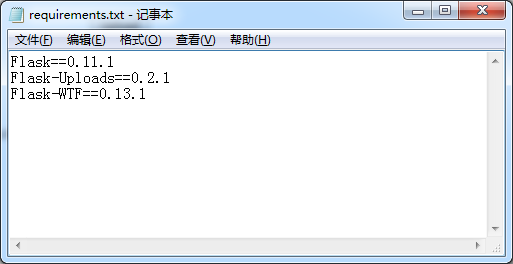 requirements.txt - 记事本
文件(F) 编辑(E) 格式(O) 查看(V) 帮助(H)
Flask==0.11.1
Flask-Uploads==0.2.1
Flask-WTF==0.13.1